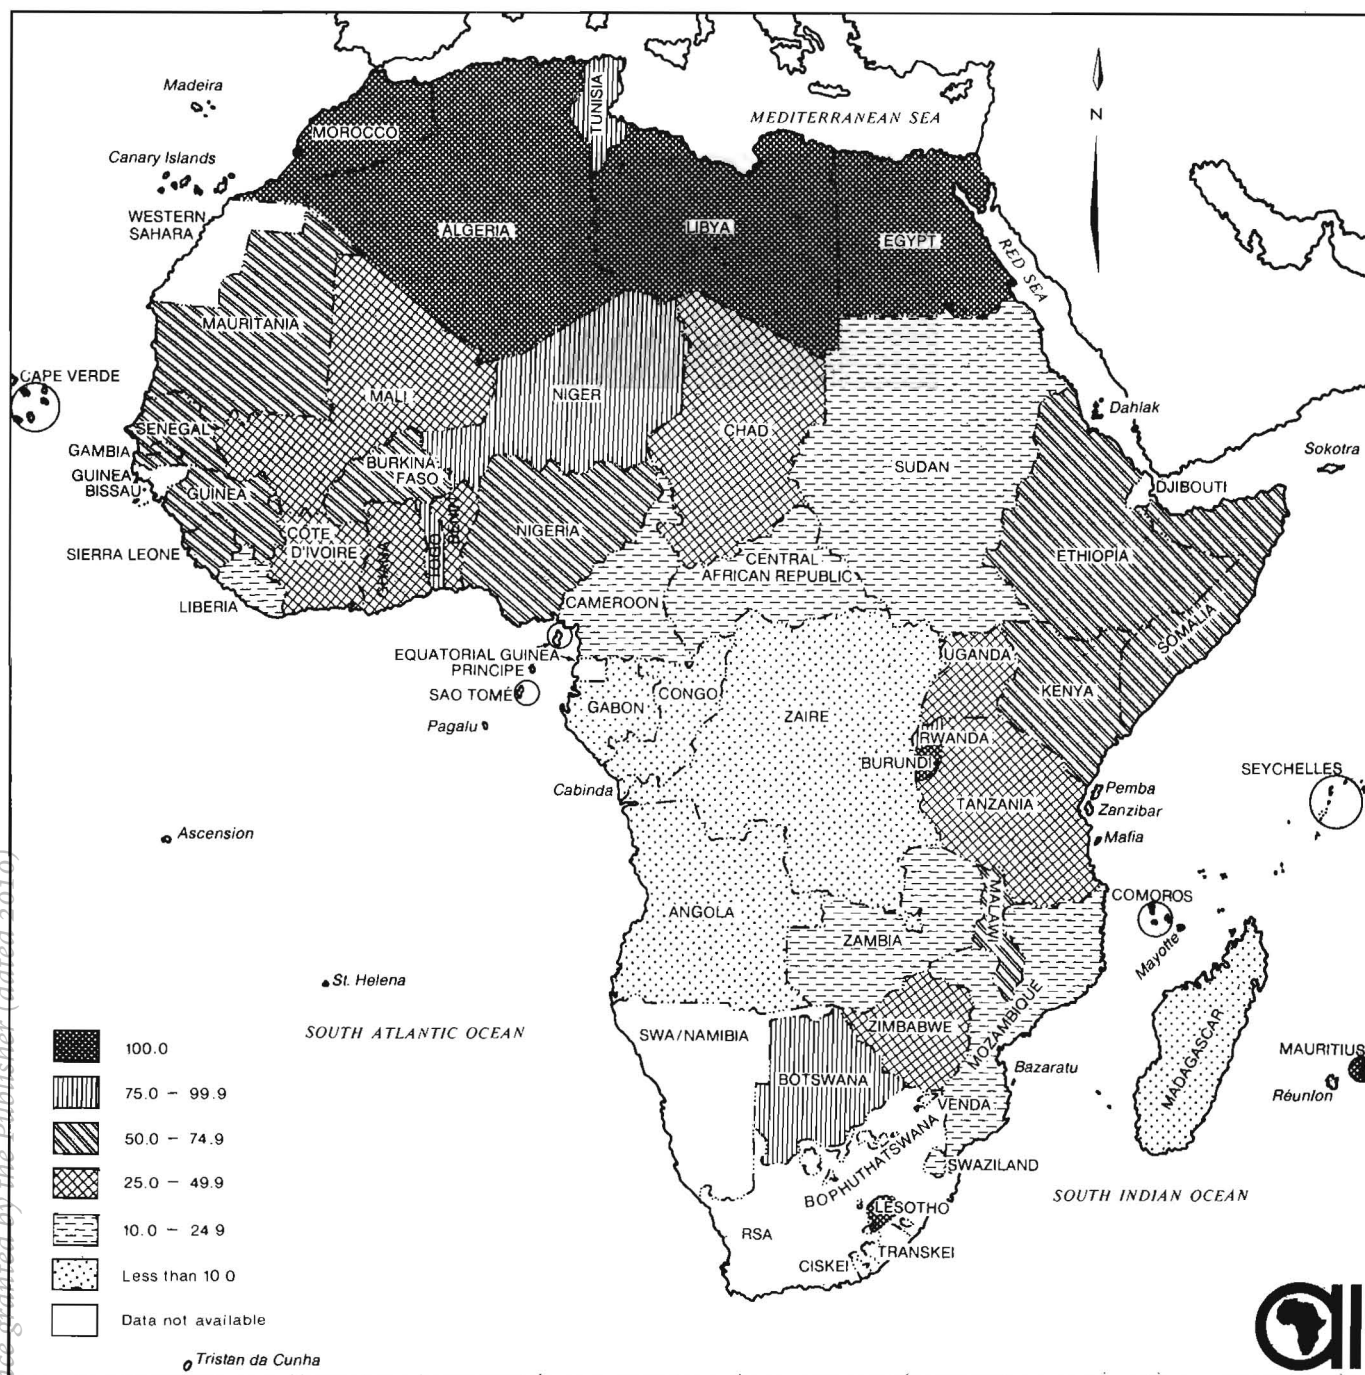 Madeira
MEDITERRANEAN SEA
N
TUNISIA
MOROCCO
Canary Islands
WESTERN
SAHARA
ALGERIA
LIBYA
EGYPT
RED SEA
MAURITANIA
CAPE VERDE
MALI
NIGER
CHAD
SUDAN
Dahlak
Sokotra
SENEGAL
GAMBIA
GUINEA
BISSAU
GUINEA
BURKINA
FASO
DJIBOUTI
NIGERIA
BENIN
TOGO
GHANA
CÔTE
D'IVOIRE
SIERRA LEONE
LIBERIA
ETHIOPIA
CENTRAL
AFRICAN REPUBLIC
CAMEROON
SOMALIA
EQUATORIAL GUINEA
PRINCIPE
SAO TOMÉ
Pagalu
GABON
CONGO
ZAIRE
UGANDA
KENYA
RWANDA
BURUNDI
TANZANIA
SEYCHELLES
Pemba
Zanzibar
Mafia
Cabinda
Ascension
ANGOLA
ZAMBIA
MALAWI
COMOROS
Mayotte
St. Helena
SOUTH ATLANTIC OCEAN
SWA/NAMIBIA
ZIMBABWE
MOZAMBIQUE
MADAGASCAR
MAURITIUS
Réunion
Bazaratu
BOTSWANA
VENDA
BOPHUTHATSWANA
SWAZILAND
SOUTH INDIAN OCEAN
LESOTHO
RSA
TRANSKEI
CISKEI
100.0
75.0 – 99.9
50.0 – 74.9
25.0 – 49.9
10.0 – 24.9
Less than 10 0
Data not available
Tristan da Cunha
granted by the Publisher (dated 2010)